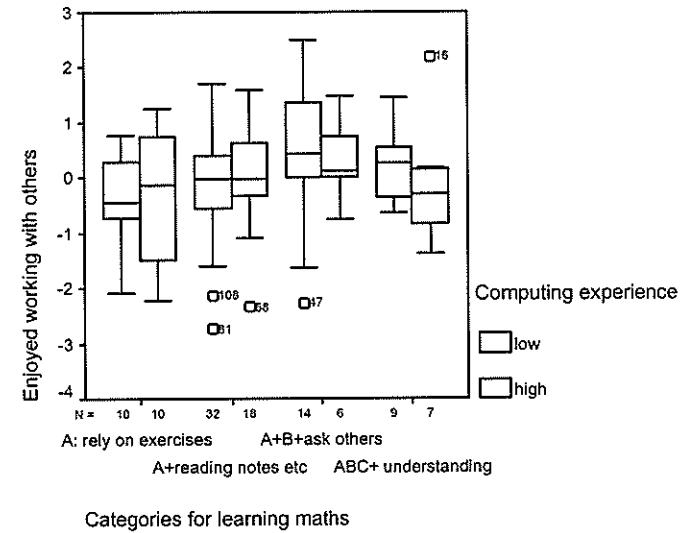 3
2
1
0
-1
-2
-3
-4
Enjoyed working with others
16
108
81
58
47
Computing experience
low
high
N = 10 10 32 18 14 6 9 7
A: rely on exercises A+B+ask others
A+reading notes etc ABC+ understanding
Categories for learning maths